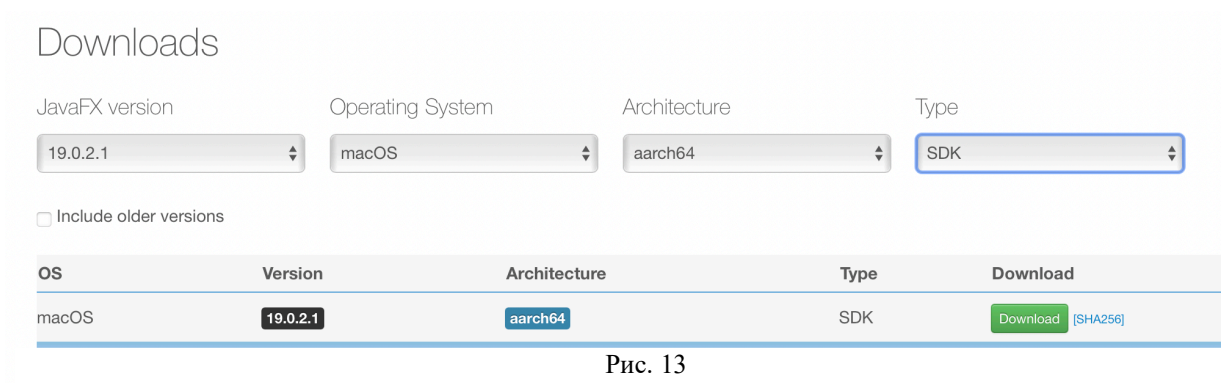 Downloads
JavaFX version Operating System Architecture Type
19.0.2.1 macOS aarch64 SDK
Include older versions
OS Version Architecture Type Download
macOS 19.0.2.1 aarch64 SDK Download [SHA256]
Рис. 13